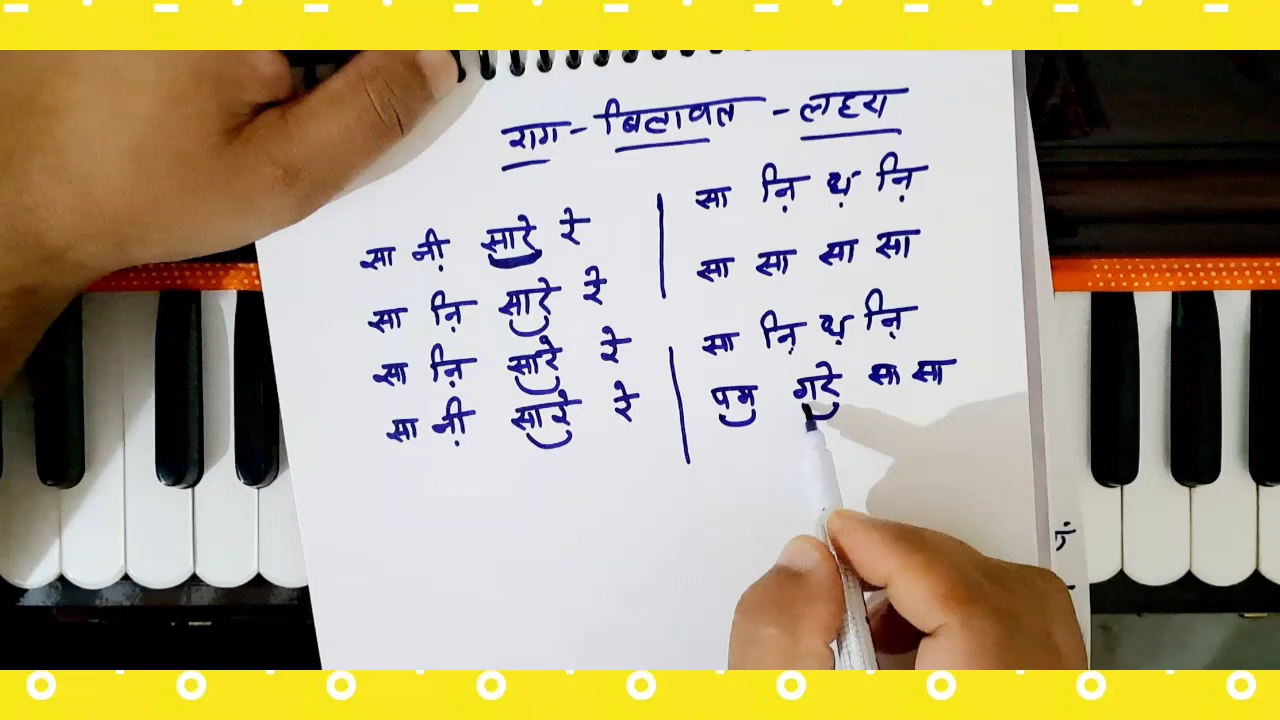 राग - बिलावल - लहरा
सा नी़ सारे रे | सा नि़ ध़ नि़
सा नि़ सारे रे | सा सा सा सा
सा नि़ सारे रे | सा नि़ ध़ नि़
सा नी़ सारे रे | पम गरे सा सा